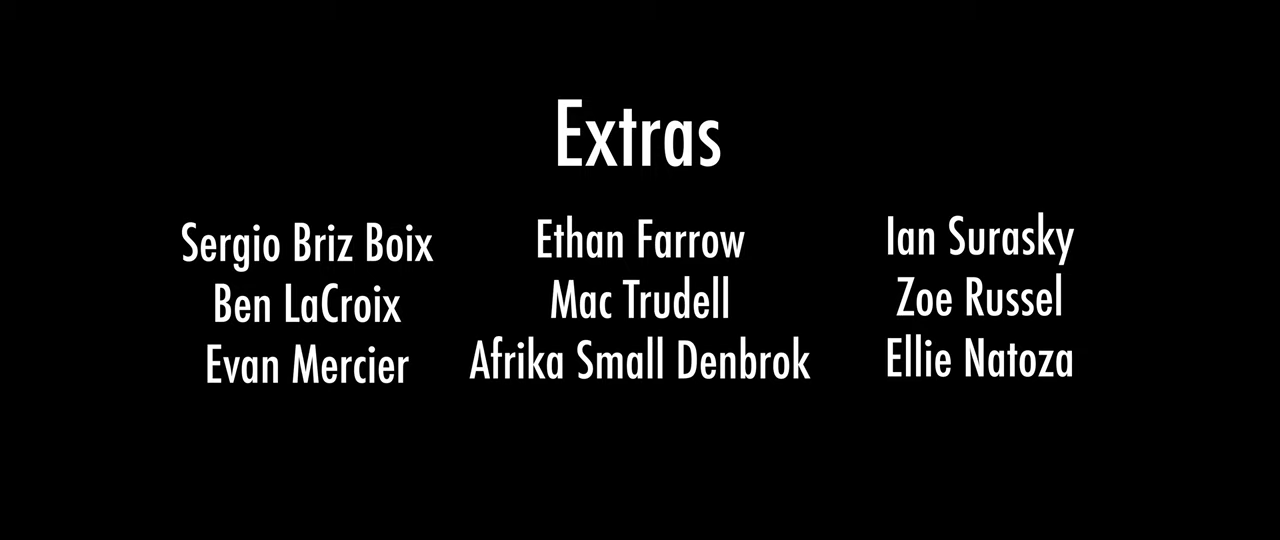 Extras
Sergio Briz Boix
Ben LaCroix
Evan Mercier
Ethan Farrow
Mac Trudell
Afrika Small Denbrok
Ian Surasky
Zoe Russel
Ellie Natoza